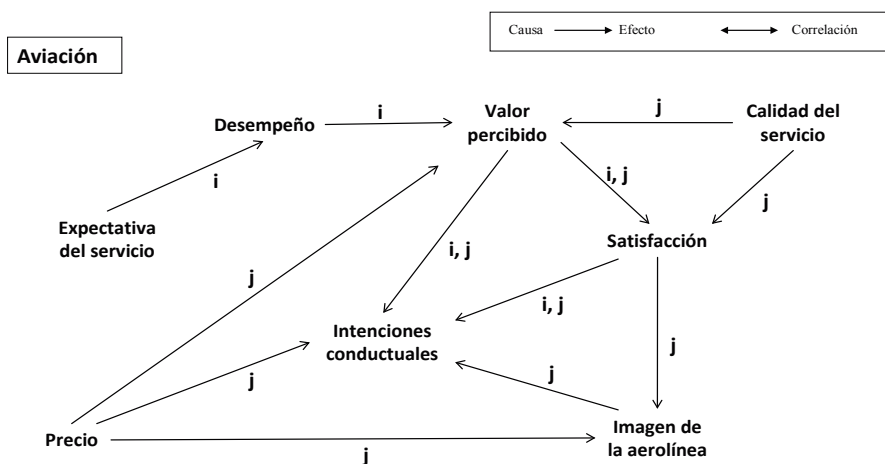 Causa Efecto Correlación
Aviación
Desempeño
i
Valor
percibido
j
Calidad del
servicio
i
i, j
j
Expectativa
del servicio
Satisfacción
j
i, j
i, j
Intenciones
conductuales
j
j
j
Precio
j
Imagen de
la aerolínea